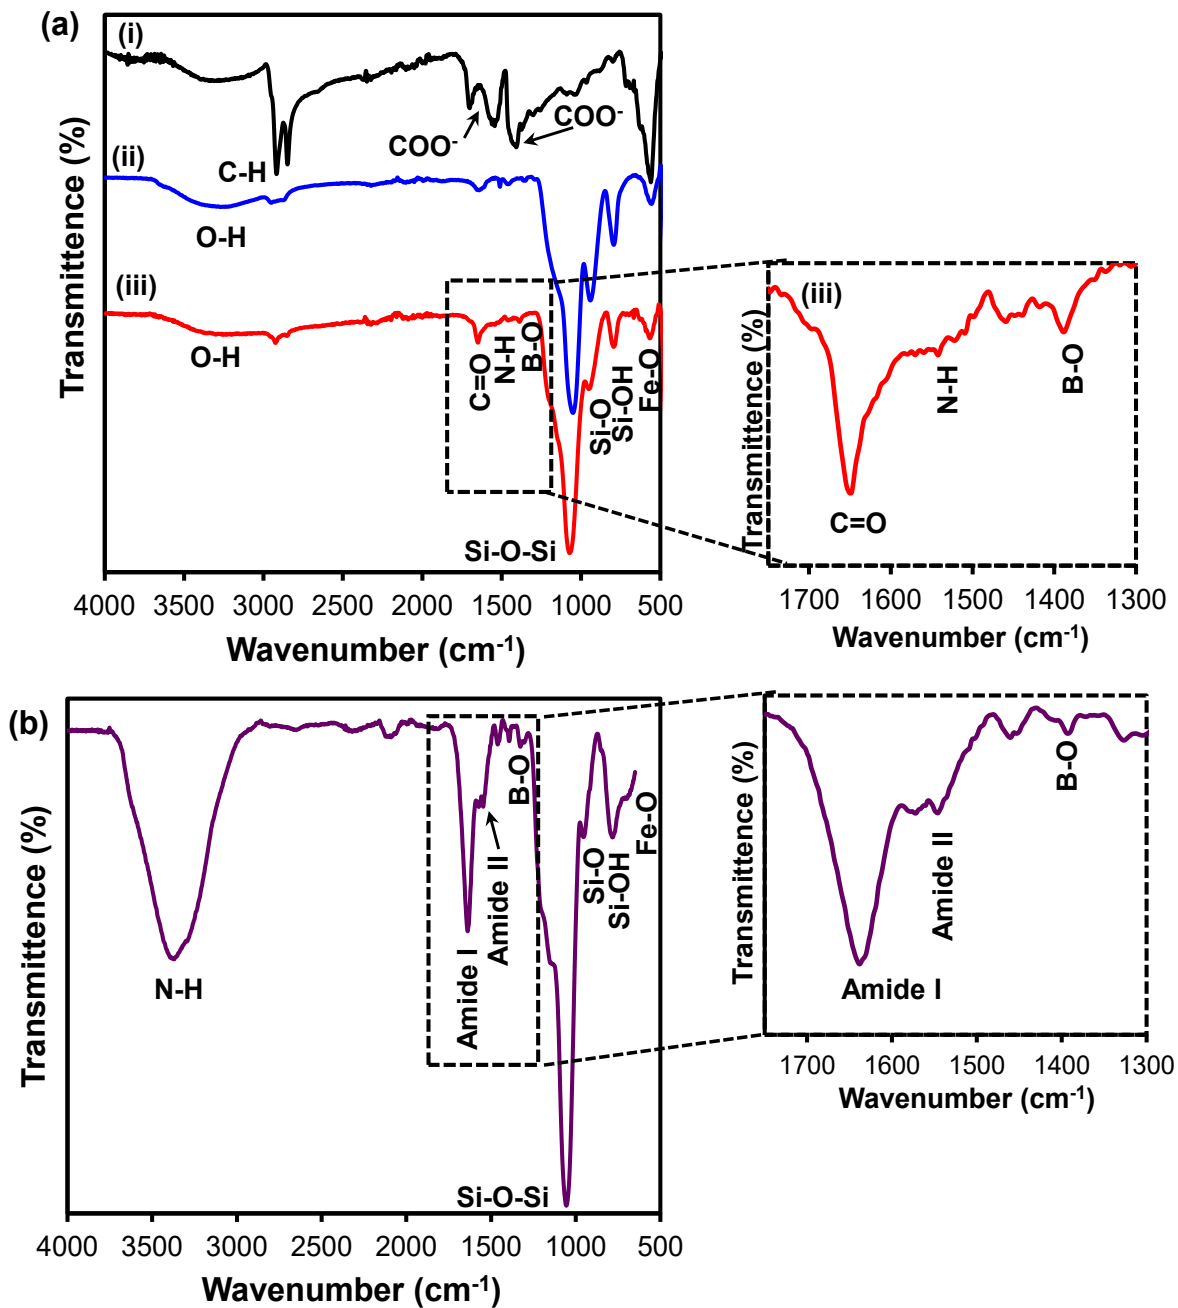 (a)
(i)
COO-
COO-
C-H
(ii)
O-H
(iii)
O-H
C=O
N-H
B-O
Si-O
Si-OH
Fe-O
Si-O-Si
Transmittence (%)
4000 3500 3000 2500 2000 1500 1000 500
Wavenumber (cm-1)
(iii)
N-H
B-O
C=O
Transmittence (%)
1700 1600 1500 1400 1300
Wavenumber (cm-1)
(b)
N-H
Amide I
Amide II
B-O
Si-O
Si-OH
Fe-O
Si-O-Si
Transmittence (%)
4000 3500 3000 2500 2000 1500 1000 500
Wavenumber (cm-1)
B-O
Amide II
Amide I
Transmittence (%)
1700 1600 1500 1400 1300
Wavenumber (cm-1)